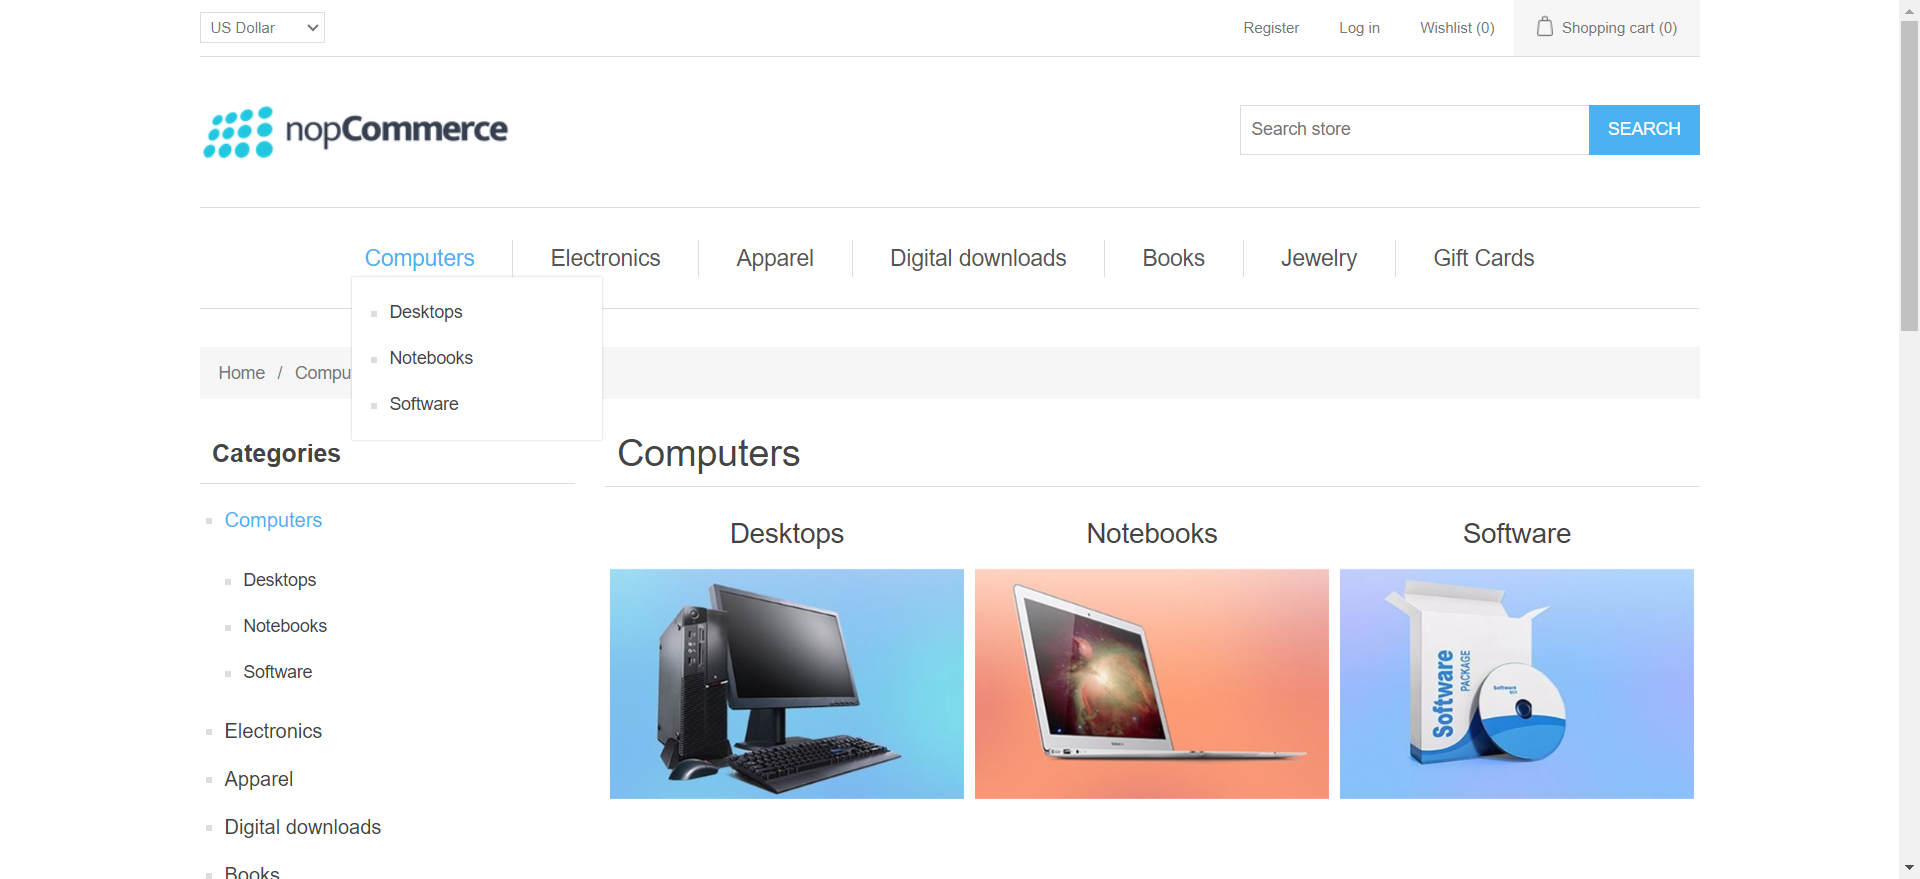 US Dollar
Register
Log in
Wishlist (0)
Shopping cart (0)
nopCommerce
Search store
SEARCH
Computers
Electronics
Apparel
Digital downloads
Books
Jewelry
Gift Cards
Desktops
Notebooks
Software
Home / Compu
Categories
Computers
Desktops
Notebooks
Software
Electronics
Apparel
Digital downloads
Books
Computers
Desktops
Notebooks
Software
Software
PACKAGE
Software